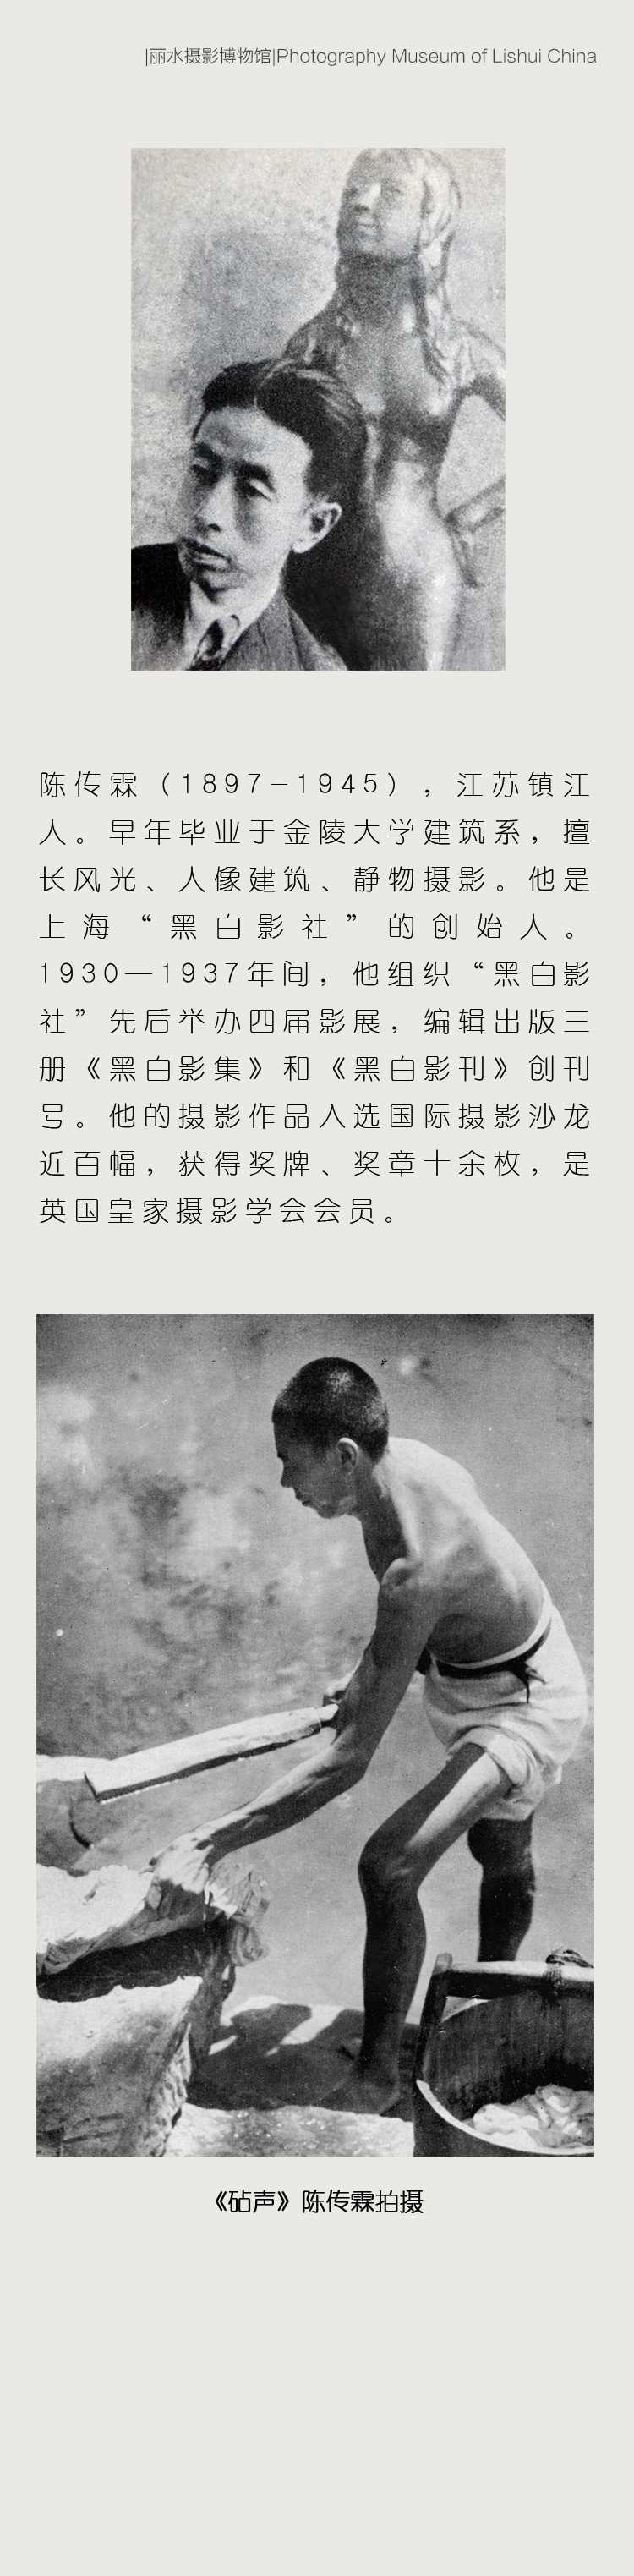 |丽水摄影博物馆|Photography Museum of Lishui China
陈传霖（1897-1945），江苏镇江
人。早年毕业于金陵大学建筑系，擅
长风光、人像建筑、静物摄影。他是
上海“黑白影社”的创始人。
1930—1937年间，他组织“黑白影
社”先后举办四届影展，编辑出版三
册《黑白影集》和《黑白影刊》创刊
号。他的摄影作品入选国际摄影沙龙
近百幅，获得奖牌、奖章十余枚，是
英国皇家摄影学会会员。
《砧声》陈传霖拍摄